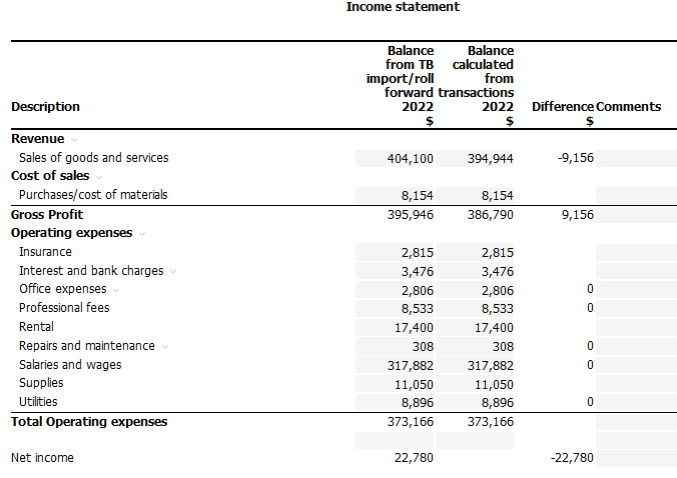 Income statement
Balance Balance
from TB calculated
import/roll from
forward transactions
Description 2022 2022 Difference Comments
$ $ $
Revenue
Sales of goods and services 404,100 394,944 -9,156
Cost of sales
Purchases/cost of materials 8,154 8,154
Gross Profit 395,946 386,790 9,156
Operating expenses
Insurance 2,815 2,815
Interest and bank charges 3,476 3,476
Office expenses 2,806 2,806 0
Professional fees 8,533 8,533 0
Rental 17,400 17,400
Repairs and maintenance 308 308 0
Salaries and wages 317,882 317,882 0
Supplies 11,050 11,050
Utilities 8,896 8,896 0
Total Operating expenses 373,166 373,166
Net income 22,780 -22,780